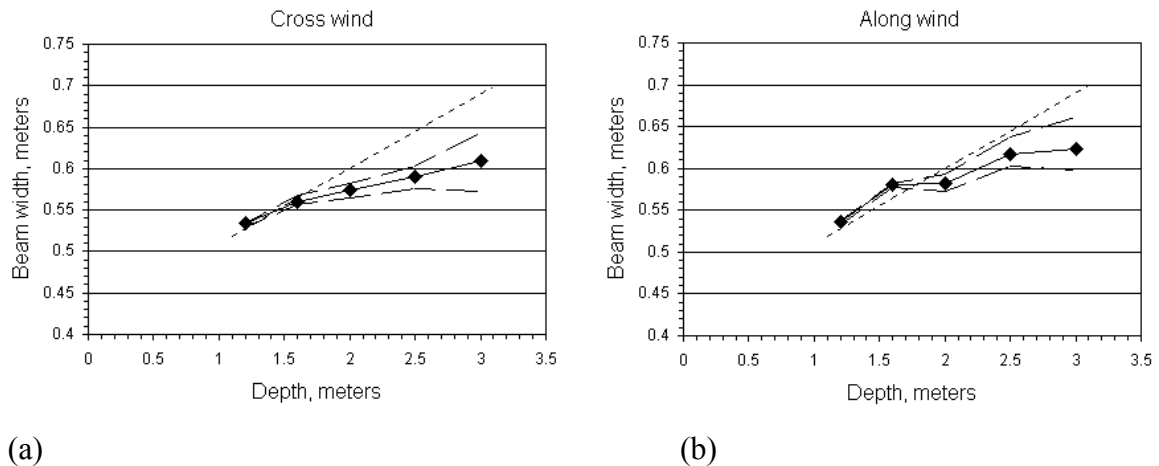 Cross wind
0.75
0.7
0.65
0.6
0.55
0.5
0.45
0.4
0 0.5 1 1.5 2 2.5 3 3.5
Beam width, meters
Depth, meters
(a)
Along wind
0.75
0.7
0.65
0.6
0.55
0.5
0.45
0.4
0 0.5 1 1.5 2 2.5 3 3.5
Beam width, meters
Depth, meters
(b)